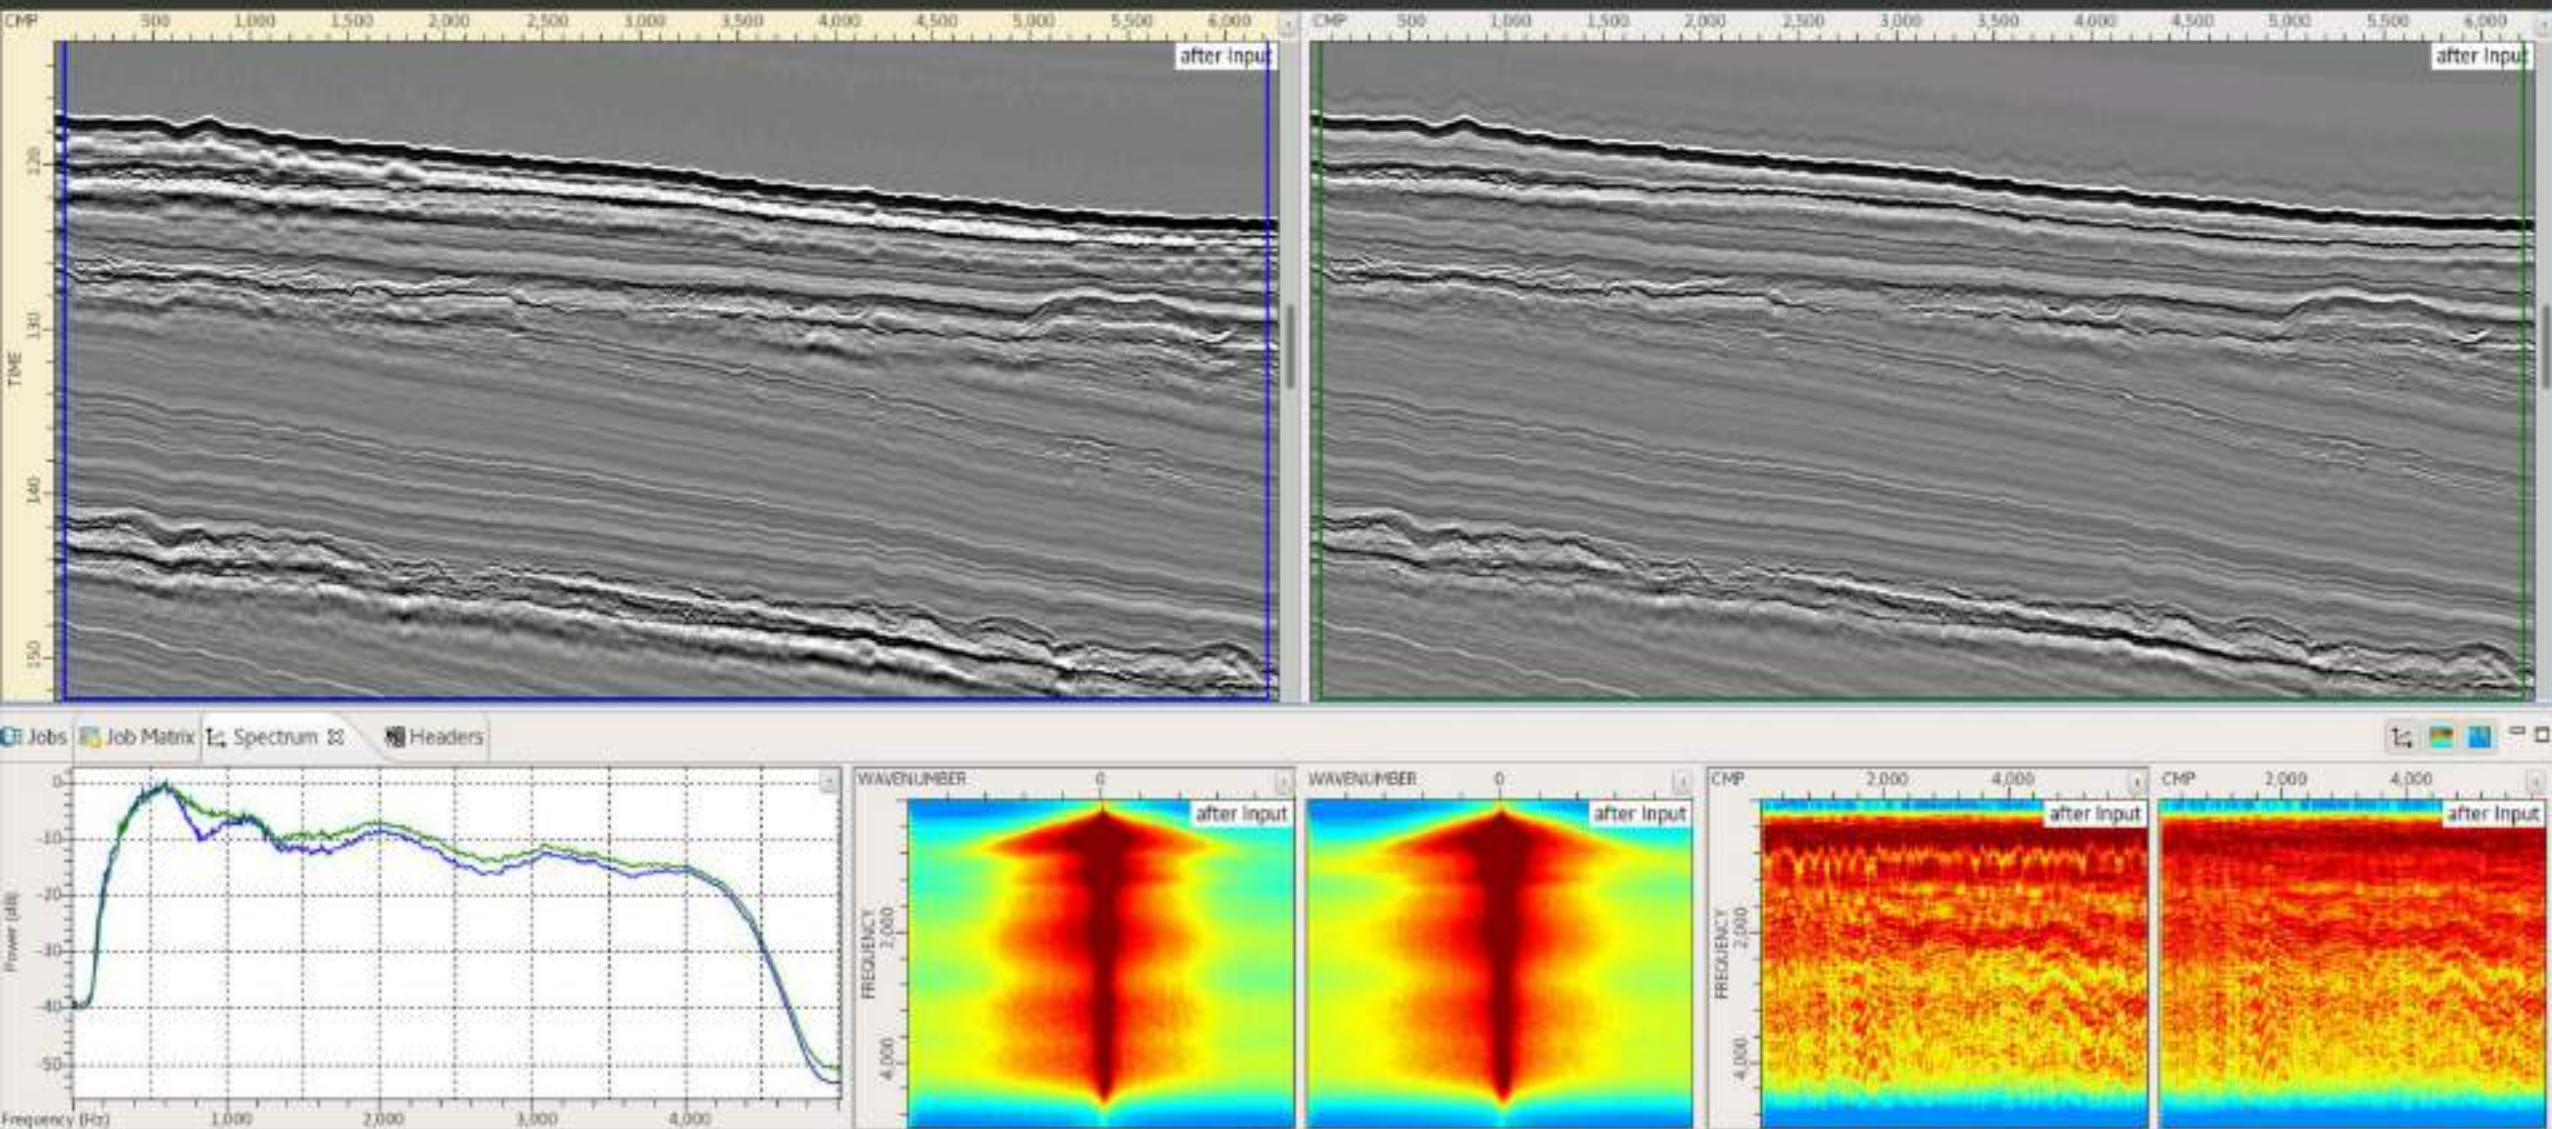 CMP 500 1,000 1,500 2,000 2,500 3,000 3,500 4,000 4,500 5,000 5,500 6,000
CMP 500 1,000 1,500 2,000 2,500 3,000 3,500 4,000 4,500 5,000 5,500 6,000
after Input
after Input
TIME
120
130
140
150
Jobs Job Matrix Spectrum Headers
Power (dB)
0
-10
-20
-30
-40
-50
Frequency (Hz) 1,000 2,000 3,000 4,000
WAVENUMBER 0
after Input
FREQUENCY
2,000
4,000
WAVENUMBER 0
after Input
CMP 2,000 4,000
after Input
FREQUENCY
2,000
4,000
CMP 2,000 4,000
after Input